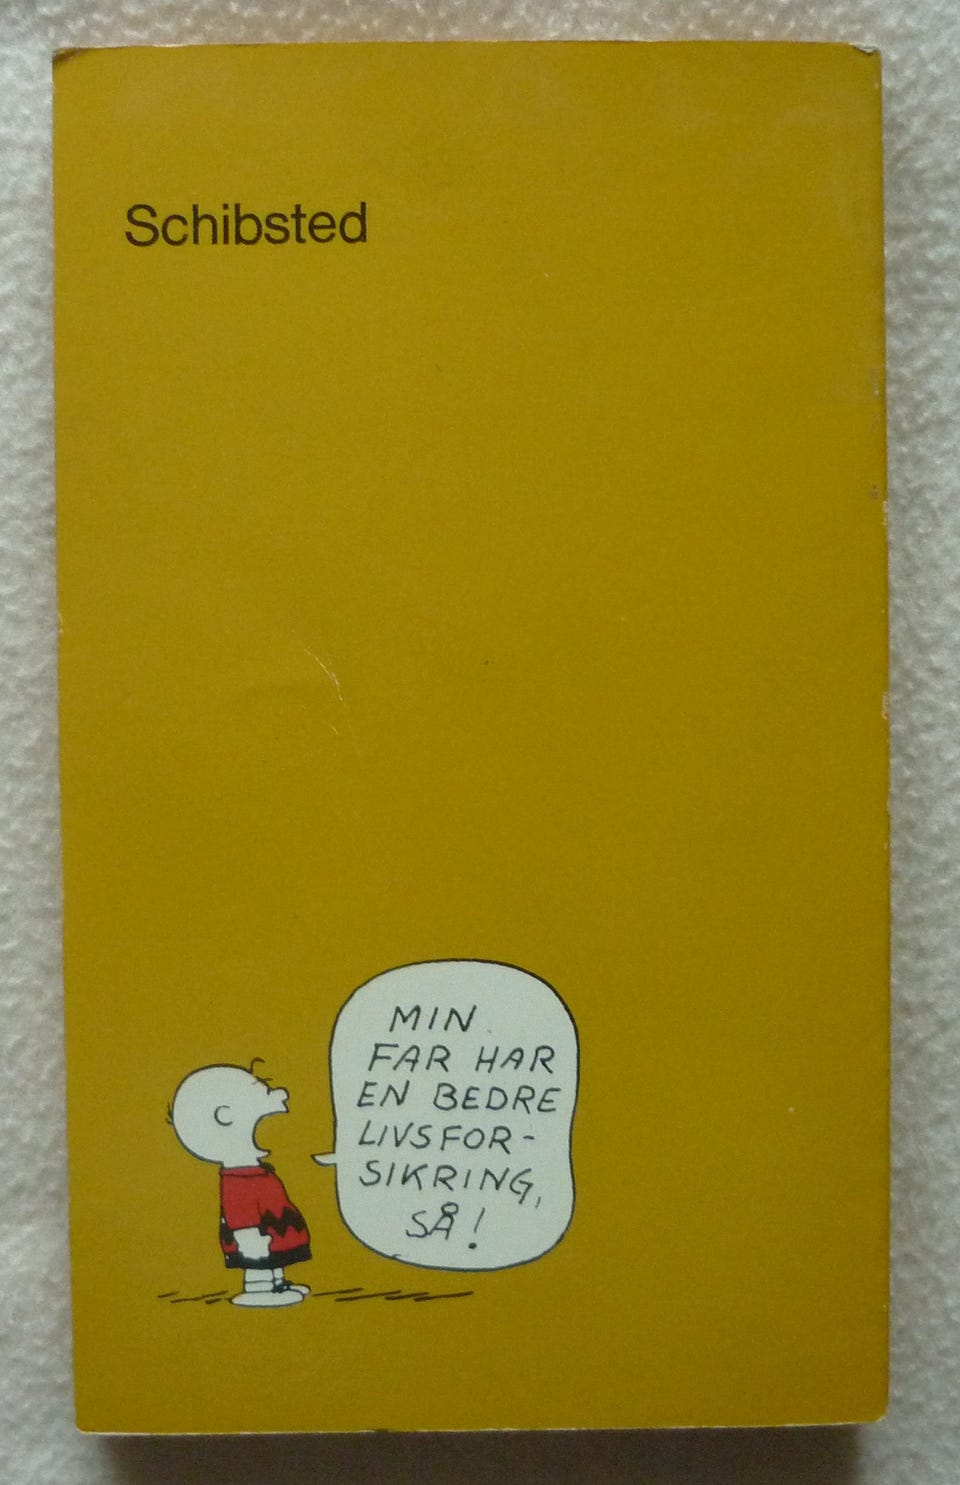 Schibsted
MIN
FAR HAR
EN BEDRE
LIVSFOR-
SIKRING,
SÅ!